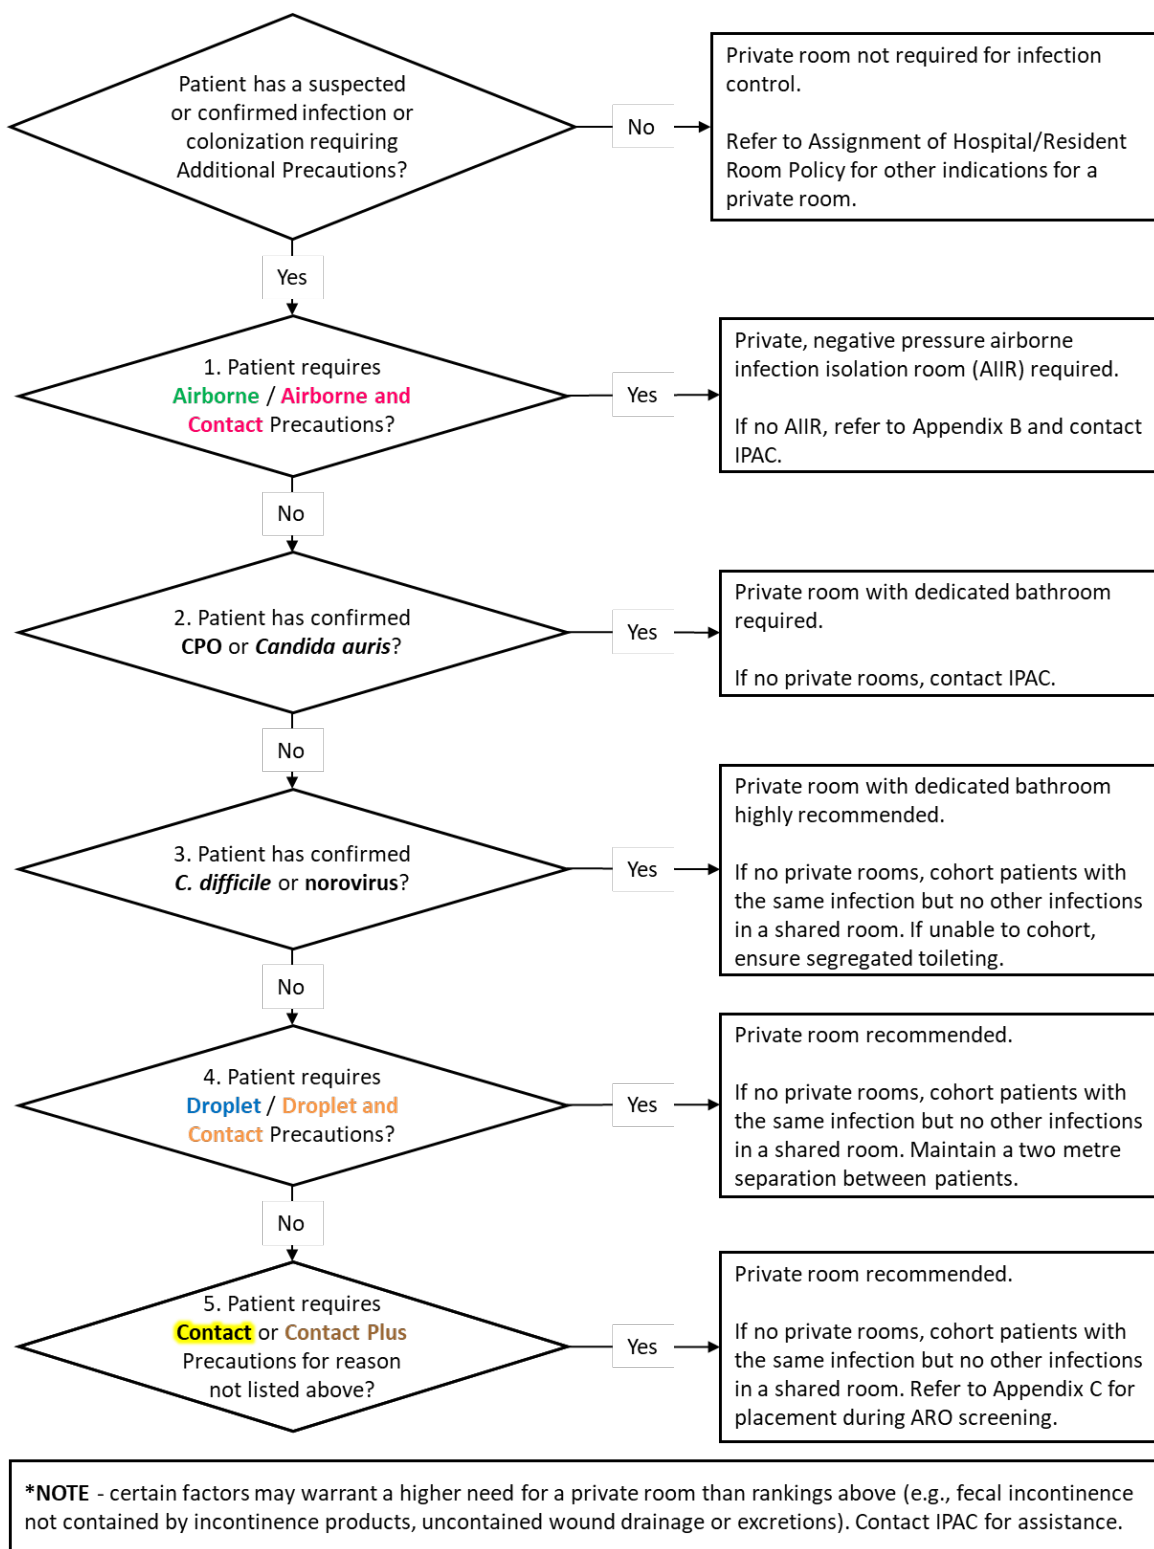 Patient has a suspected
or confirmed infection or
colonization requiring
Additional Precautions?
No
Private room not required for infection
control.
Refer to Assignment of Hospital/Resident
Room Policy for other indications for a
private room.
Yes
1. Patient requires
Airborne / Airborne and
Contact Precautions?
Yes
Private, negative pressure airborne
infection isolation room (AIIR) required.
If no AIIR, refer to Appendix B and contact
IPAC.
No
2. Patient has confirmed
CPO or Candida auris?
Yes
Private room with dedicated bathroom
required.
If no private rooms, contact IPAC.
No
3. Patient has confirmed
C. difficile or norovirus?
Yes
Private room with dedicated bathroom
highly recommended.
If no private rooms, cohort patients with
the same infection but no other infections
in a shared room. If unable to cohort,
ensure segregated toileting.
No
4. Patient requires
Droplet / Droplet and
Contact Precautions?
Yes
Private room recommended.
If no private rooms, cohort patients with
the same infection but no other infections
in a shared room. Maintain a two metre
separation between patients.
No
5. Patient requires
Contact or Contact Plus
Precautions for reason
not listed above?
Yes
Private room recommended.
If no private rooms, cohort patients with
the same infection but no other infections
in a shared room. Refer to Appendix C for
placement during ARO screening.
*NOTE - certain factors may warrant a higher need for a private room than rankings above (e.g., fecal incontinence
not contained by incontinence products, uncontained wound drainage or excretions). Contact IPAC for assistance.